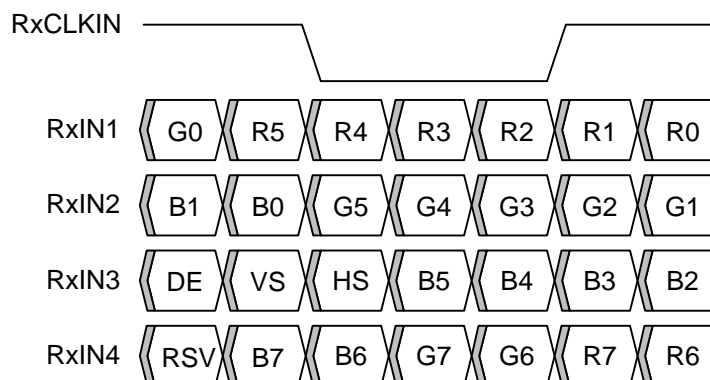 RxCLKIN
RxIN1 G0 R5 R4 R3 R2 R1 R0
RxIN2 B1 B0 G5 G4 G3 G2 G1
RxIN3 DE VS HS B5 B4 B3 B2
RxIN4 RSV B7 B6 G7 G6 R7 R6